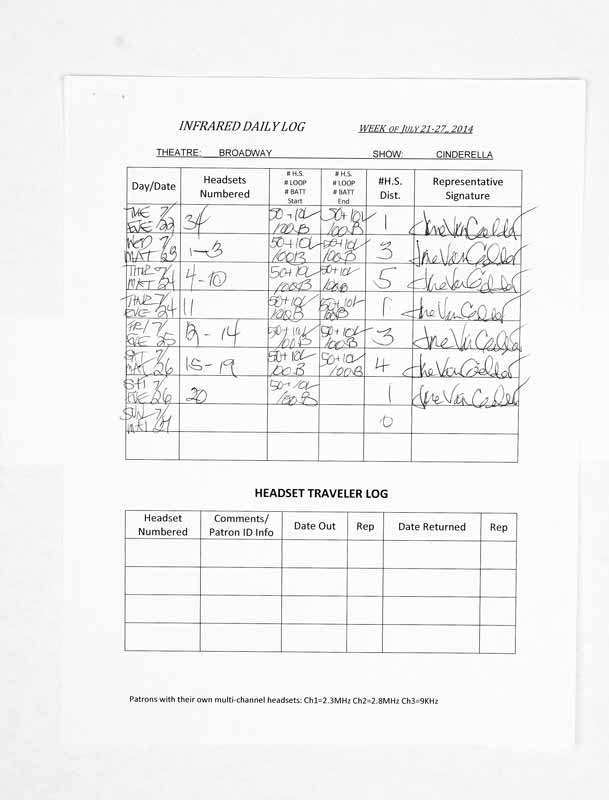 INFRARED DAILY LOG WEEK OF JULY 21-27, 2014
THEATRE: BROADWAY SHOW: CINDERELLA
Day/Date Headsets Numbered # H.S. # LOOP # BATT Start # H.S. # LOOP # BATT End #H.S. Dist. Representative Signature
TUE 7/ EVE 22 34 50+10L 100B 50+10L 100B 1
WED 7/ MAT 23 1-3 50+10L 100B 50+10L 100B 3
THUR 7/ MAT 24 4-10 50+10L 100B 50+10L 100B 5
THUR 7/ EVE 24 11 50+10L 100B 50+10L 100B 1
FRI 7/ EVE 25 12-14 50+10L 100B 50+10L 100B 3
SAT 7/ MAT 26 15-19 50+10L 100B 50+10L 100B 4
SAT 7/ EVE 26 20 50+10L 100B 1
SUN 7/ MAT 27 0
HEADSET TRAVELER LOG
Headset Numbered Comments/ Patron ID Info Date Out Rep Date Returned Rep
Patrons with their own multi-channel headsets: Ch1=2.3MHz Ch2=2.8MHz Ch3=9KHz